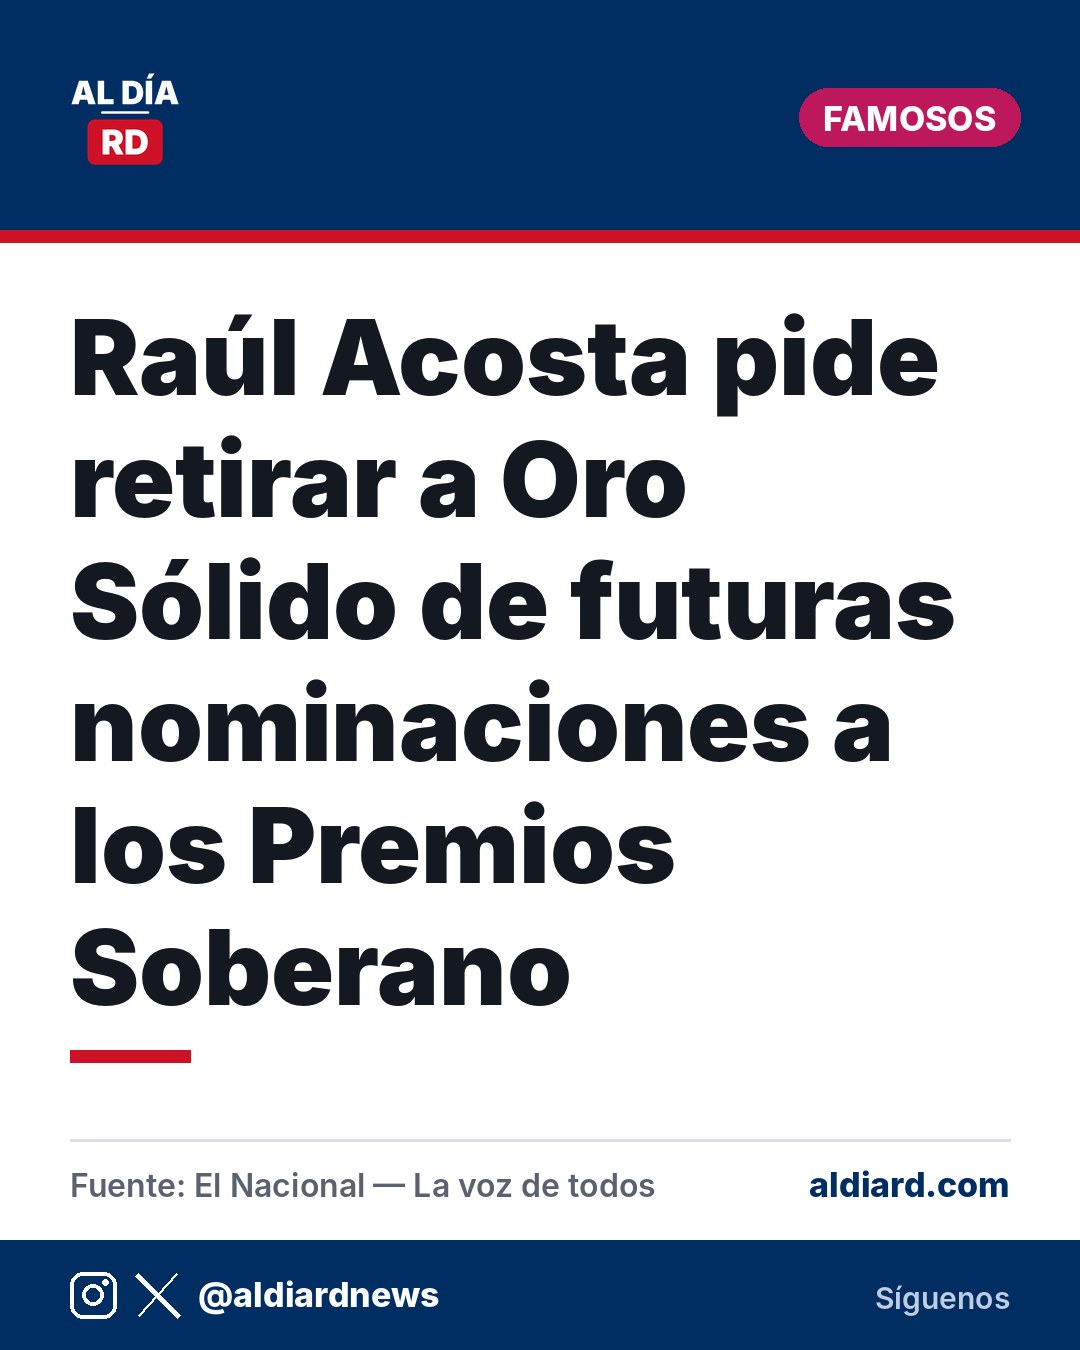 AL DÍA
RD
FAMOSOS
Raúl Acosta pide
retirar a Oro
Sólido de futuras
nominaciones a
los Premios
Soberano
Fuente: El Nacional — La voz de todos
aldiard.com
@aldiardnews
Síguenos